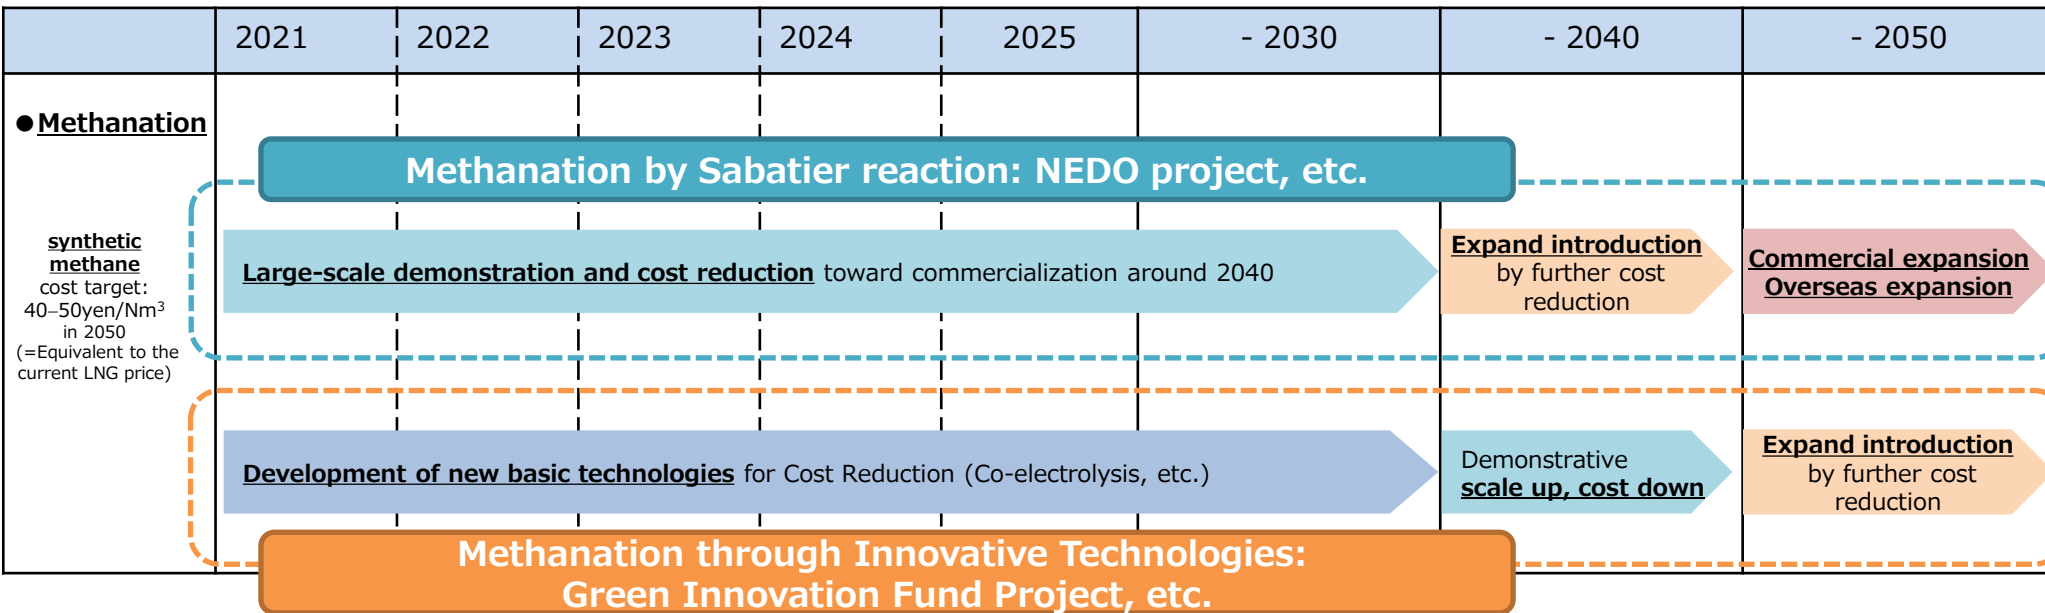 2021 2022 2023 2024 2025 - 2030 - 2040 - 2050
●Methanation
Methanation by Sabatier reaction: NEDO project, etc.
synthetic
methane
cost target:
40–50yen/Nm³
in 2050
(=Equivalent to the
current LNG price)
Large-scale demonstration and cost reduction toward commercialization around 2040
Expand introduction
by further cost
reduction
Commercial expansion
Overseas expansion
Development of new basic technologies for Cost Reduction (Co-electrolysis, etc.)
Demonstrative
scale up, cost down
Expand introduction
by further cost
reduction
Methanation through Innovative Technologies:
Green Innovation Fund Project, etc.